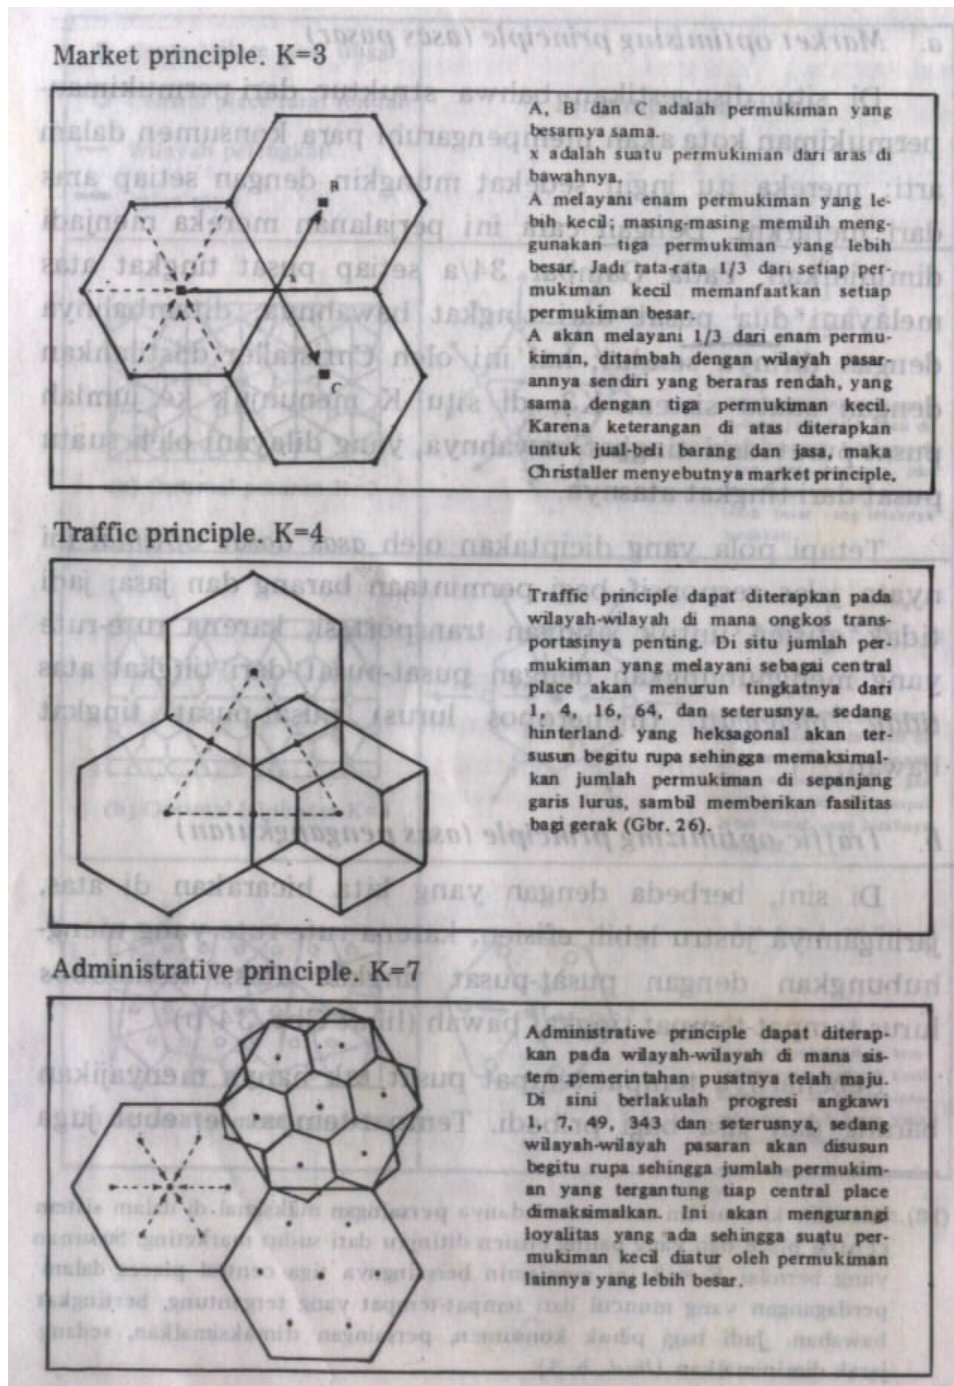 Market principle. K=3
A, B dan C adalah permukiman yang
besarnya sama.
x adalah suatu permukiman dari aras di
bawahnya.
A melayani enam permukiman yang le-
bih kecil; masing-masing memilih meng-
gunakan tiga permukiman yang lebih
besar. Jadi rata-rata 1/3 dari setiap per-
mukiman kecil memanfaatkan setiap
permukiman besar.
A akan melayani 1/3 dari enam permu-
kiman, ditambah dengan wilayah pasar-
annya sendiri yang beraras rendah, yang
sama dengan tiga permukiman kecil.
Karena keterangan di atas diterapkan
untuk jual-beli barang dan jasa, maka
Christaller menyebutnya market principle.
B
C
Traffic principle. K=4
Traffic principle dapat diterapkan pada
wilayah-wilayah di mana ongkos trans-
portasinya penting. Di situ jumlah per-
mukiman yang melayani sebagai central
place akan menurun tingkatnya dari
1, 4, 16, 64, dan seterusnya, sedang
hinterland yang heksagonal akan ter-
susun begitu rupa sehingga memaksimal-
kan jumlah permukiman di sepanjang
garis lurus, sambil memberikan fasilitas
bagi gerak (Gbr. 26).
Administrative principle. K=7
Administrative principle dapat diterap-
kan pada wilayah-wilayah di mana sis-
tem pemerintahan pusatnya telah maju.
Di sini berlakulah progresi angkawi
1, 7, 49, 343 dan seterusnya, sedang
wilayah-wilayah pasaran akan disusun
begitu rupa sehingga jumlah permukim-
an yang tergantung tiap central place
dimaksimalkan. Ini akan mengurangi
loyalitas yang ada sehingga suatu per-
mukiman kecil diatur oleh permukiman
lainnya yang lebih besar.